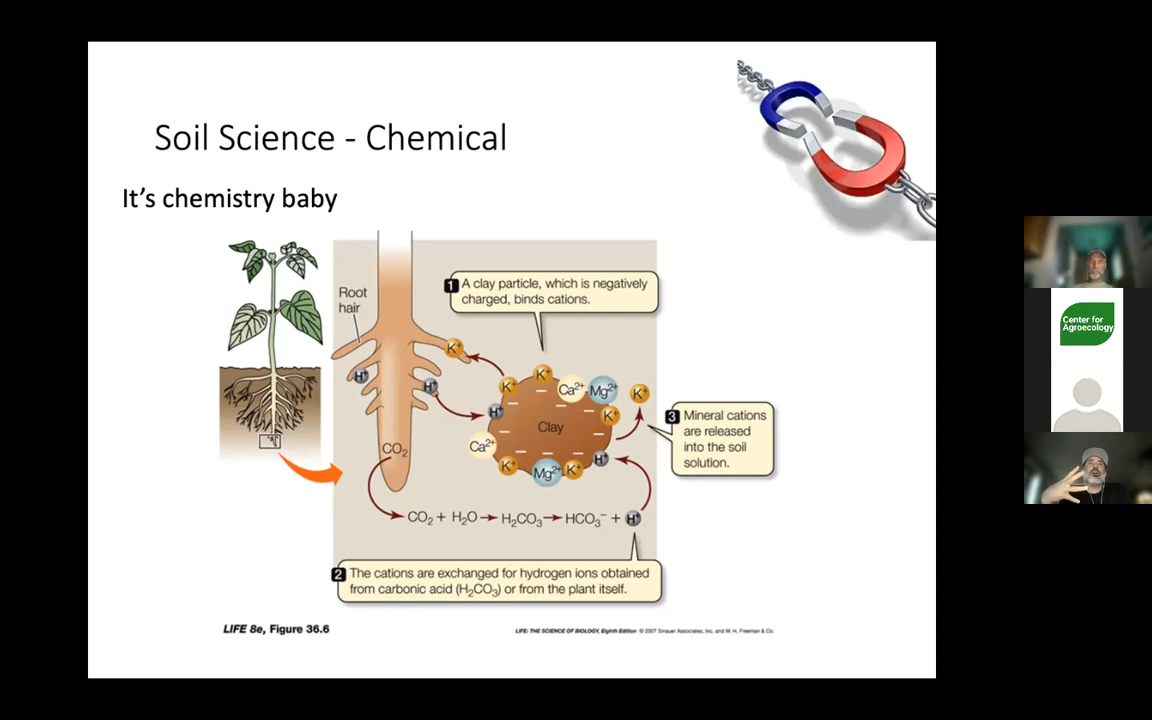 Soil Science - Chemical
It's chemistry baby
Root
hair
1 A clay particle, which is negatively
charged, binds cations.
K⁺
H⁺
H⁺
K⁺
K⁺
Ca²⁺
Mg²⁺
K⁺
H⁺
K⁺
Clay
3 Mineral cations
are released
into the soil
solution.
Ca²⁺
K⁺
Mg²⁺
K⁺
H⁺
CO₂
CO₂ + H₂O → H₂CO₃ → HCO₃⁻ + H⁺
2 The cations are exchanged for hydrogen ions obtained
from carbonic acid (H₂CO₃) or from the plant itself.
LIFE 8e, Figure 36.6
LIFE: THE SCIENCE OF BIOLOGY, Eighth Edition © 2007 Sinauer Associates, Inc. and W. H. Freeman & Co.
Center for
Agroecology